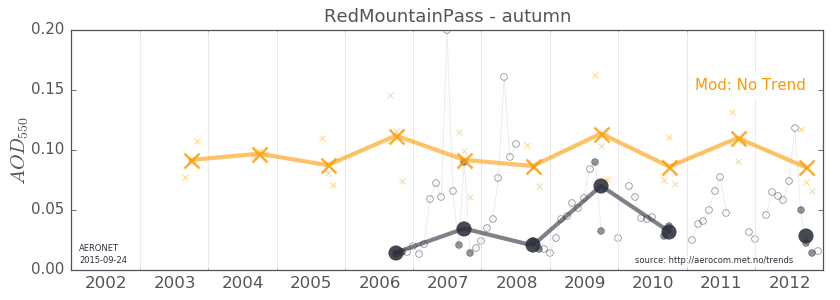 RedMountainPass - autumn
0.20
0.15
0.10
0.05
0.00
AOD550
Mod: No Trend
AERONET
2015-09-24
source: http://aerocom.met.no/trends
2002 2003 2004 2005 2006 2007 2008 2009 2010 2011 2012